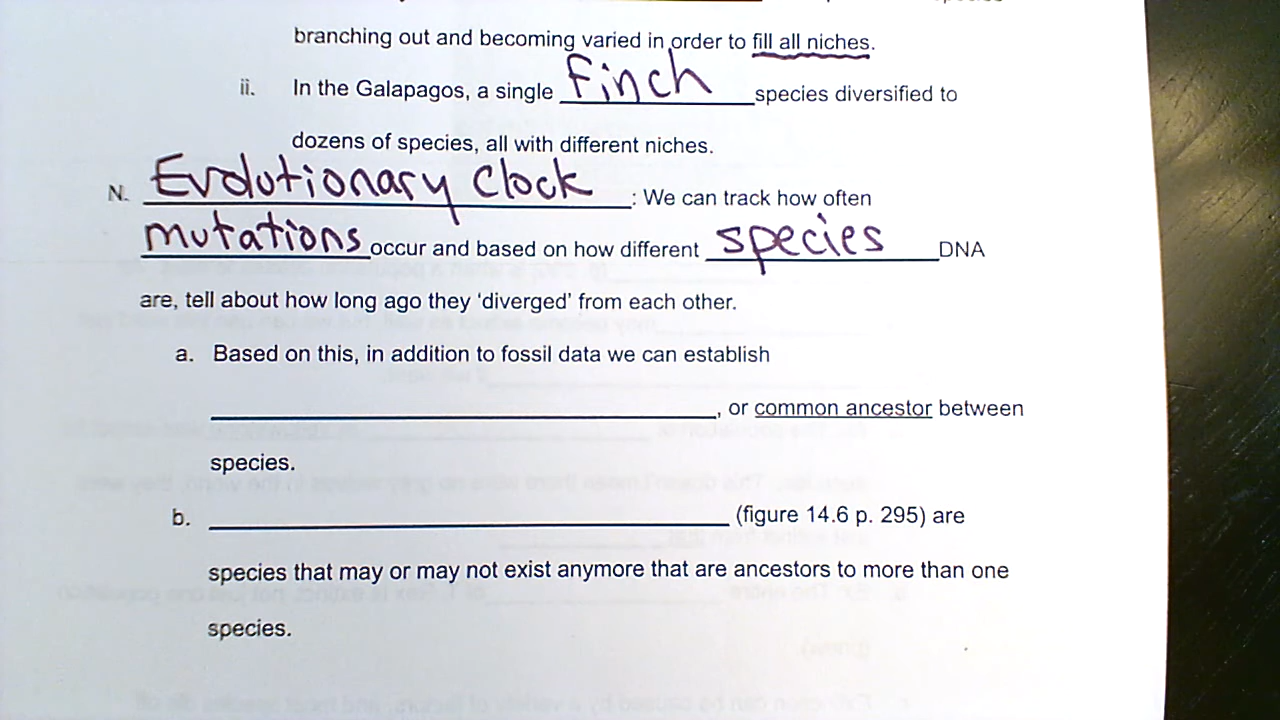 branching out and becoming varied in order to fill all niches.
ii. In the Galapagos, a single Finch species diversified to
dozens of species, all with different niches.
N. Evolutionary Clock : We can track how often
mutations occur and based on how different species DNA
are, tell about how long ago they ‘diverged’ from each other.
a. Based on this, in addition to fossil data we can establish
, or common ancestor between
species.
b. (figure 14.6 p. 295) are
species that may or may not exist anymore that are ancestors to more than one
species.